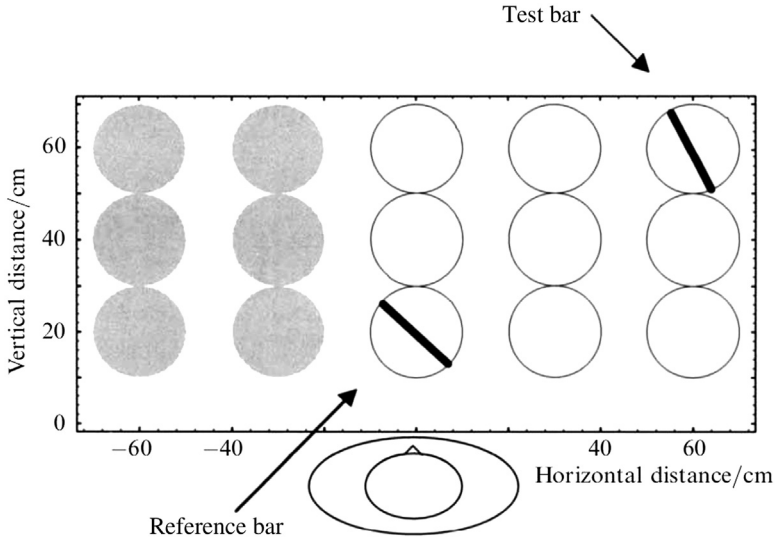 Test bar
Vertical distance/cm
60
40
20
0
−60
−40
40
60
Horizontal distance/cm
Reference bar